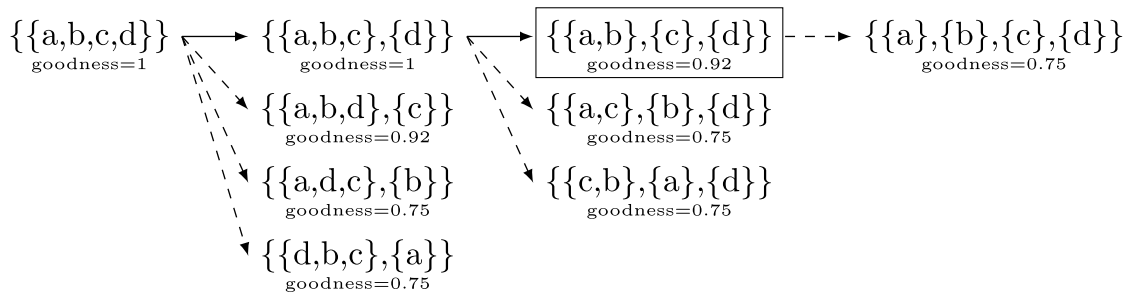 {{a,b,c,d}} {{a,b,c},{d}} {{a,b},{c},{d}} {{a},{b},{c},{d}}
goodness=1 goodness=1 goodness=0.92 goodness=0.75
{{a,b,d},{c}} {{a,c},{b},{d}}
goodness=0.92 goodness=0.75
{{a,d,c},{b}} {{c,b},{a},{d}}
goodness=0.75 goodness=0.75
{{d,b,c},{a}}
goodness=0.75